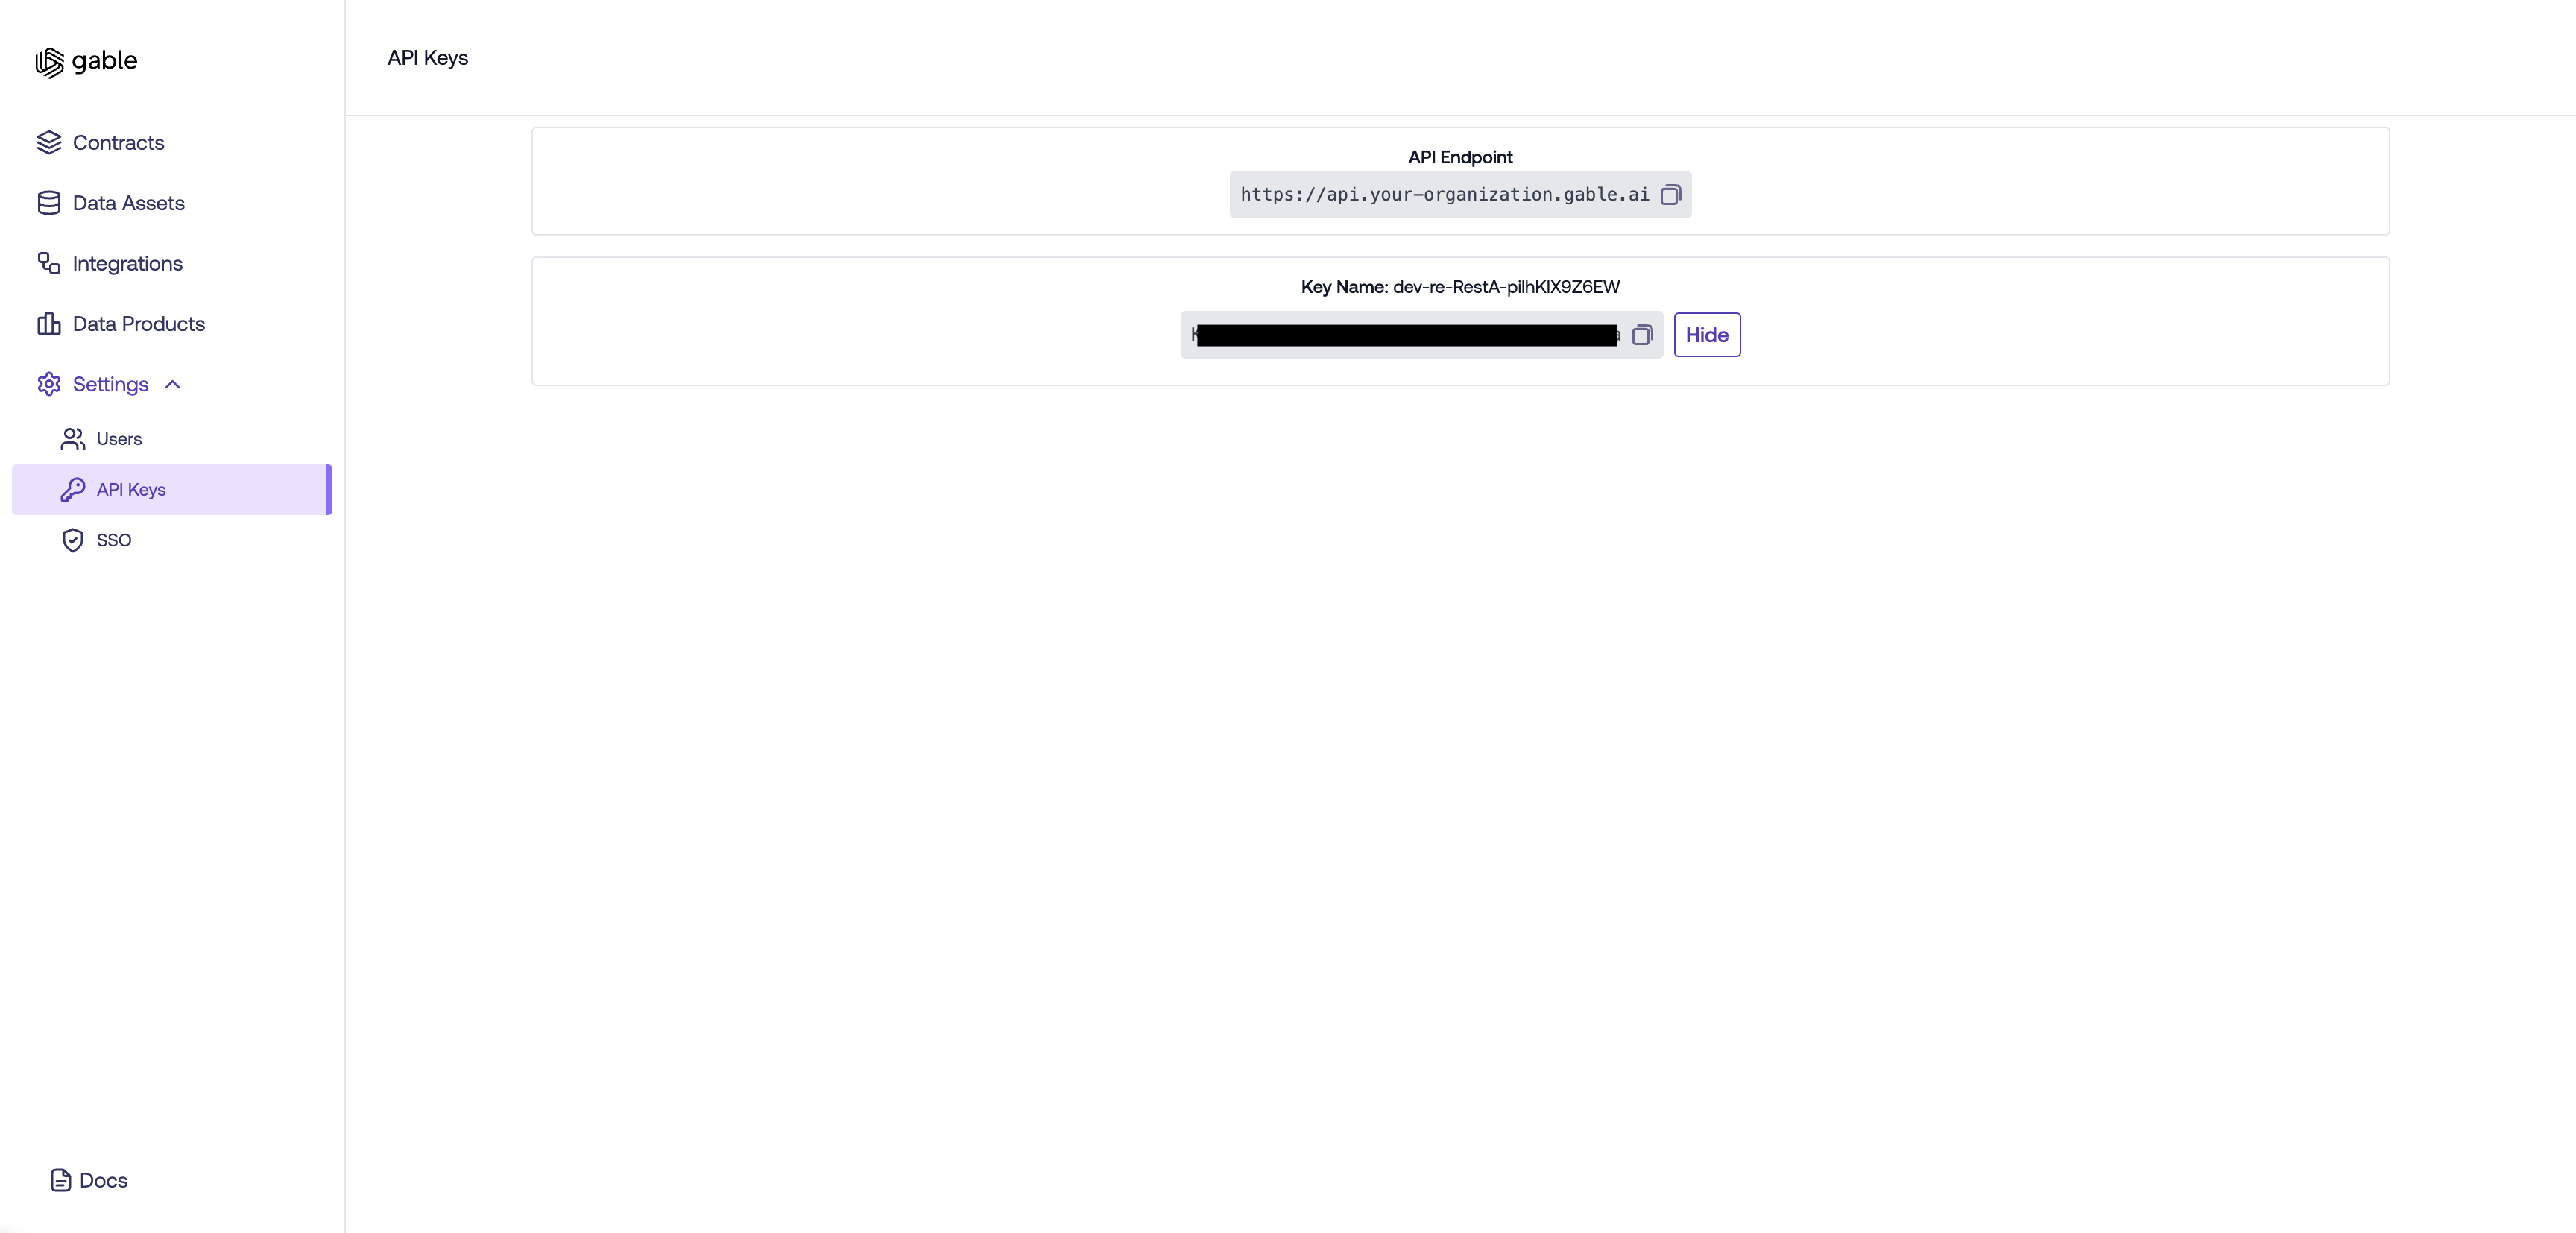 gable
Contracts
Data Assets
Integrations
Data Products
Settings
Users
API Keys
SSO
Docs
API Keys
API Endpoint
https://api.your-organization.gable.ai
Key Name: dev-re-RestA-pilhKIX9Z6EW
Hide